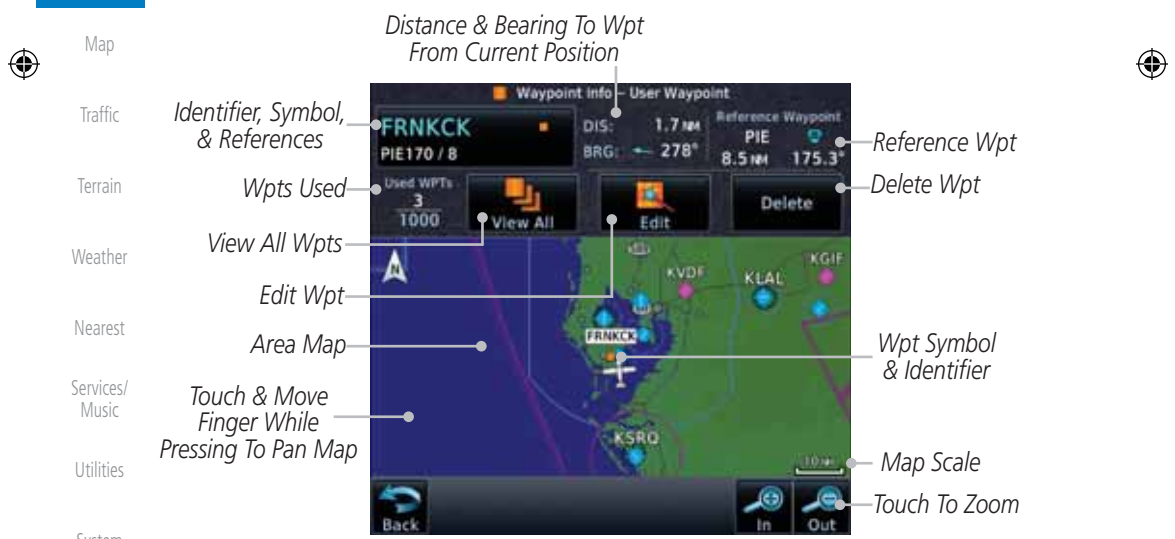 Map
Traffic
Terrain
Weather
Nearest
Services/
Music
Utilities
System
Distance & Bearing To Wpt
From Current Position
Identifier, Symbol,
& References
Wpts Used
View All Wpts
Edit Wpt
Area Map
Touch & Move
Finger While
Pressing To Pan Map
Waypoint Info – User Waypoint
FRNKCK
PIE170 / 8
DIS: 1.7 NM
BRG: 278°
Reference Waypoint
PIE
8.5 NM 175.3°
Used WPTs
3
1000
View All
Edit
Delete
N
KVDF
KLAL
KGIF
FRNKCK
KSRQ
10 NM
Back
In
Out
Reference Wpt
Delete Wpt
Wpt Symbol
& Identifier
Map Scale
Touch To Zoom